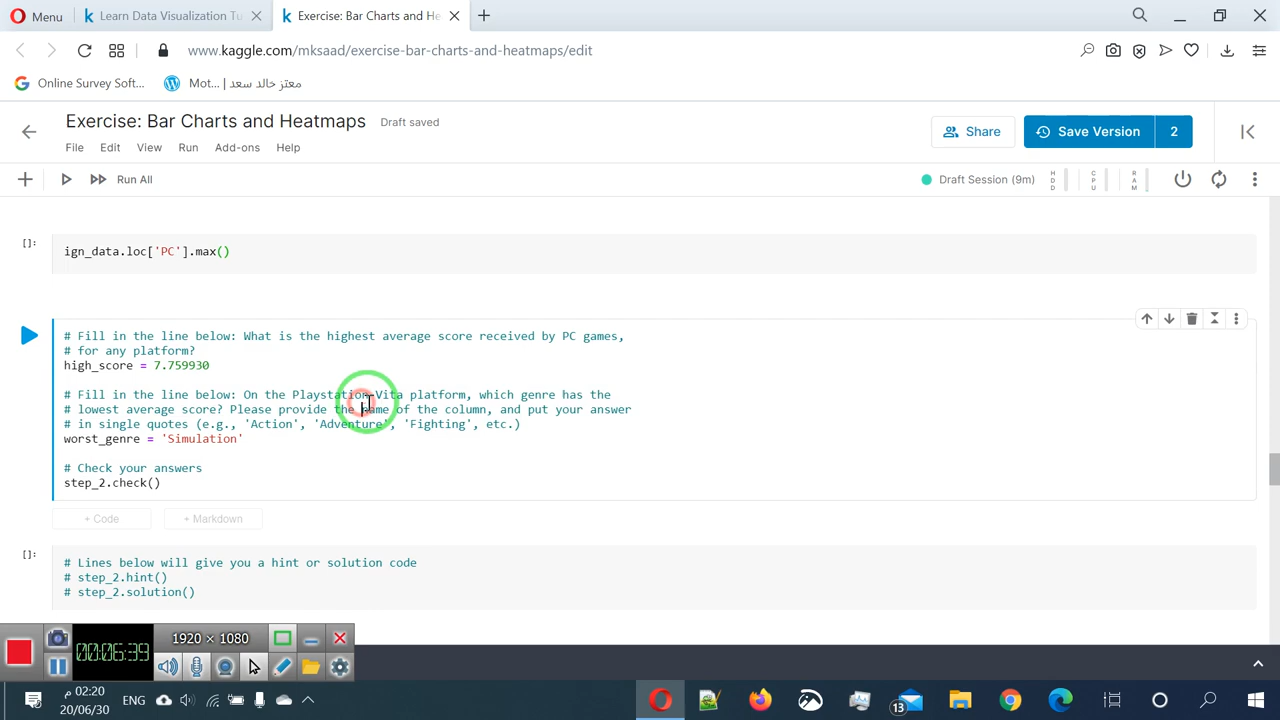 Menu
Learn Data Visualization Tu
Exercise: Bar Charts and He
www.kaggle.com/mksaad/exercise-bar-charts-and-heatmaps/edit
Online Survey Soft...
Mot... | معتز خالد سعد
Exercise: Bar Charts and Heatmaps
Draft saved
File Edit View Run Add-ons Help
Share
Save Version 2
Run All
Draft Session (9m)
HDD
CPU
RAM
[]:
ign_data.loc['PC'].max()
# Fill in the line below: What is the highest average score received by PC games,
# for any platform?
high_score = 7.759930
# Fill in the line below: On the Playstation Vita platform, which genre has the
# lowest average score? Please provide the name of the column, and put your answer
# in single quotes (e.g., 'Action', 'Adventure', 'Fighting', etc.)
worst_genre = 'Simulation'
# Check your answers
step_2.check()
+ Code
+ Markdown
[]:
# Lines below will give you a hint or solution code
# step_2.hint()
# step_2.solution()
1920 × 1080
00:06:39
02:20 م
20/06/30
ENG
13